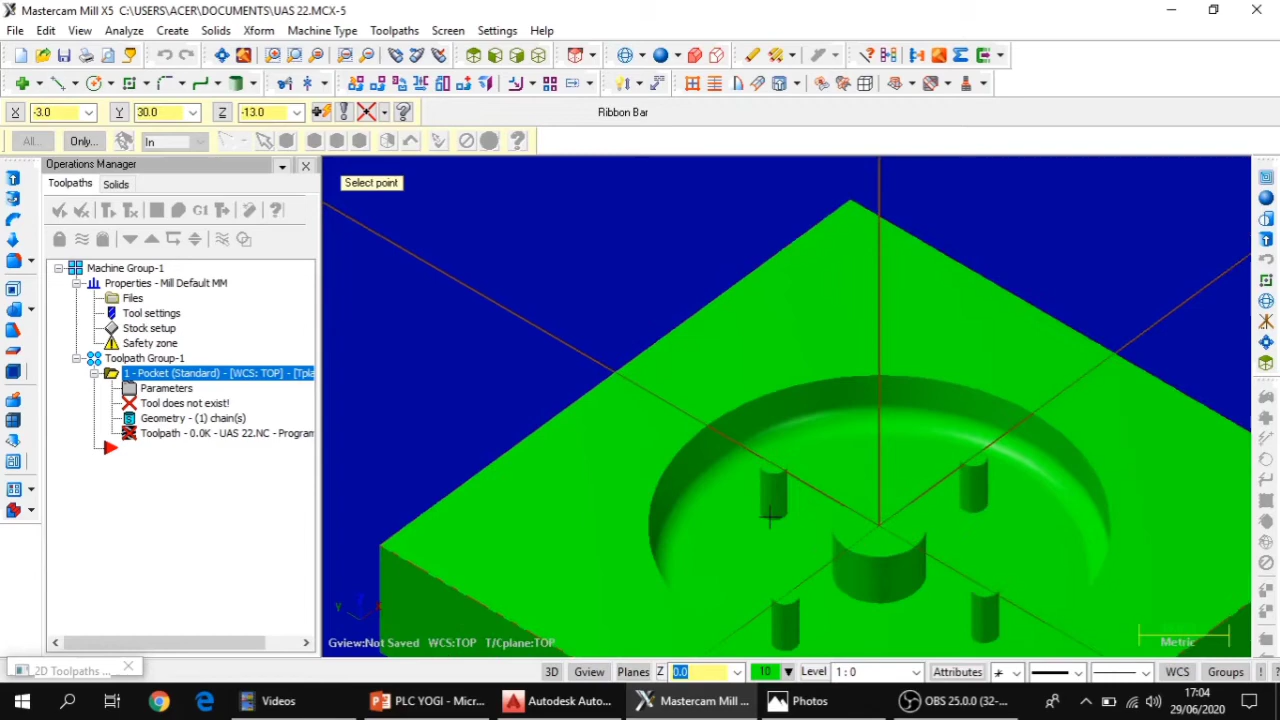 Mastercam Mill X5 C:\USERS\ACER\DOCUMENTS\UAS 22.MCX-5
File Edit View Analyze Create Solids Xform Machine Type Toolpaths Screen Settings Help
X -3.0 Y 30.0 Z -13.0 Ribbon Bar
All... Only... In
Operations Manager
Toolpaths Solids
Select point
G1
Machine Group-1
Properties - Mill Default MM
Files
Tool settings
Stock setup
Safety zone
Toolpath Group-1
1 - Pocket (Standard) - [WCS: TOP] - [Tpla
Parameters
Tool does not exist!
Geometry - (1) chain(s)
Toolpath - 0.0K - UAS 22.NC - Program
Y Z X
Gview:Not Saved WCS:TOP T/Cplane:TOP
Metric
2D Toolpaths ...
3D Gview Planes Z 0.0 10 Level 1 : 0 Attributes WCS Groups
Videos
PLC YOGI - Micr...
Autodesk Auto...
Mastercam Mill ...
Photos
OBS 25.0.0 (32-...
17:04
29/06/2020